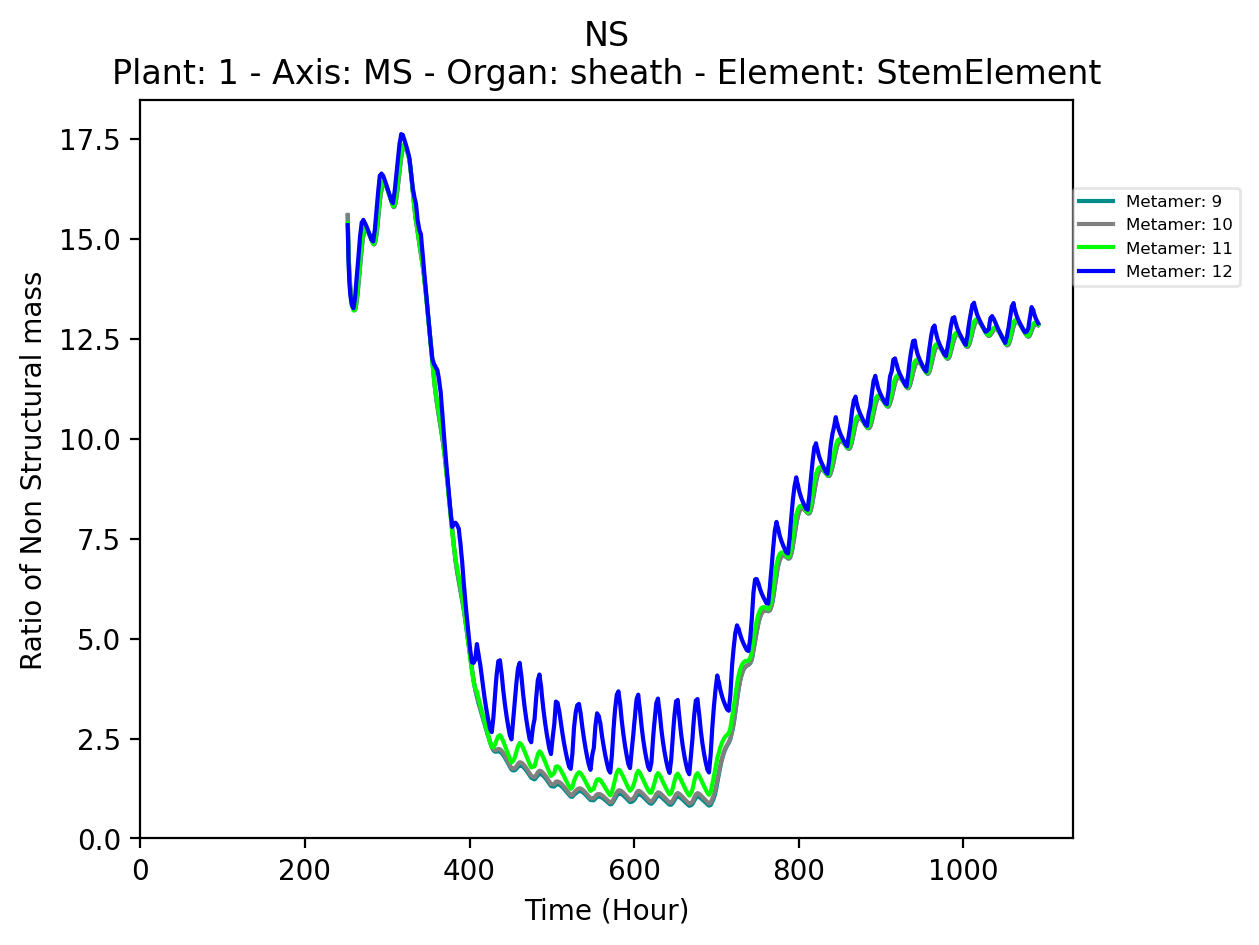 NS
Plant: 1 - Axis: MS - Organ: sheath - Element: StemElement
17.5
15.0
12.5
10.0
7.5
5.0
2.5
0.0
Ratio of Non Structural mass
Metamer: 9
Metamer: 10
Metamer: 11
Metamer: 12
0 200 400 600 800 1000
Time (Hour)